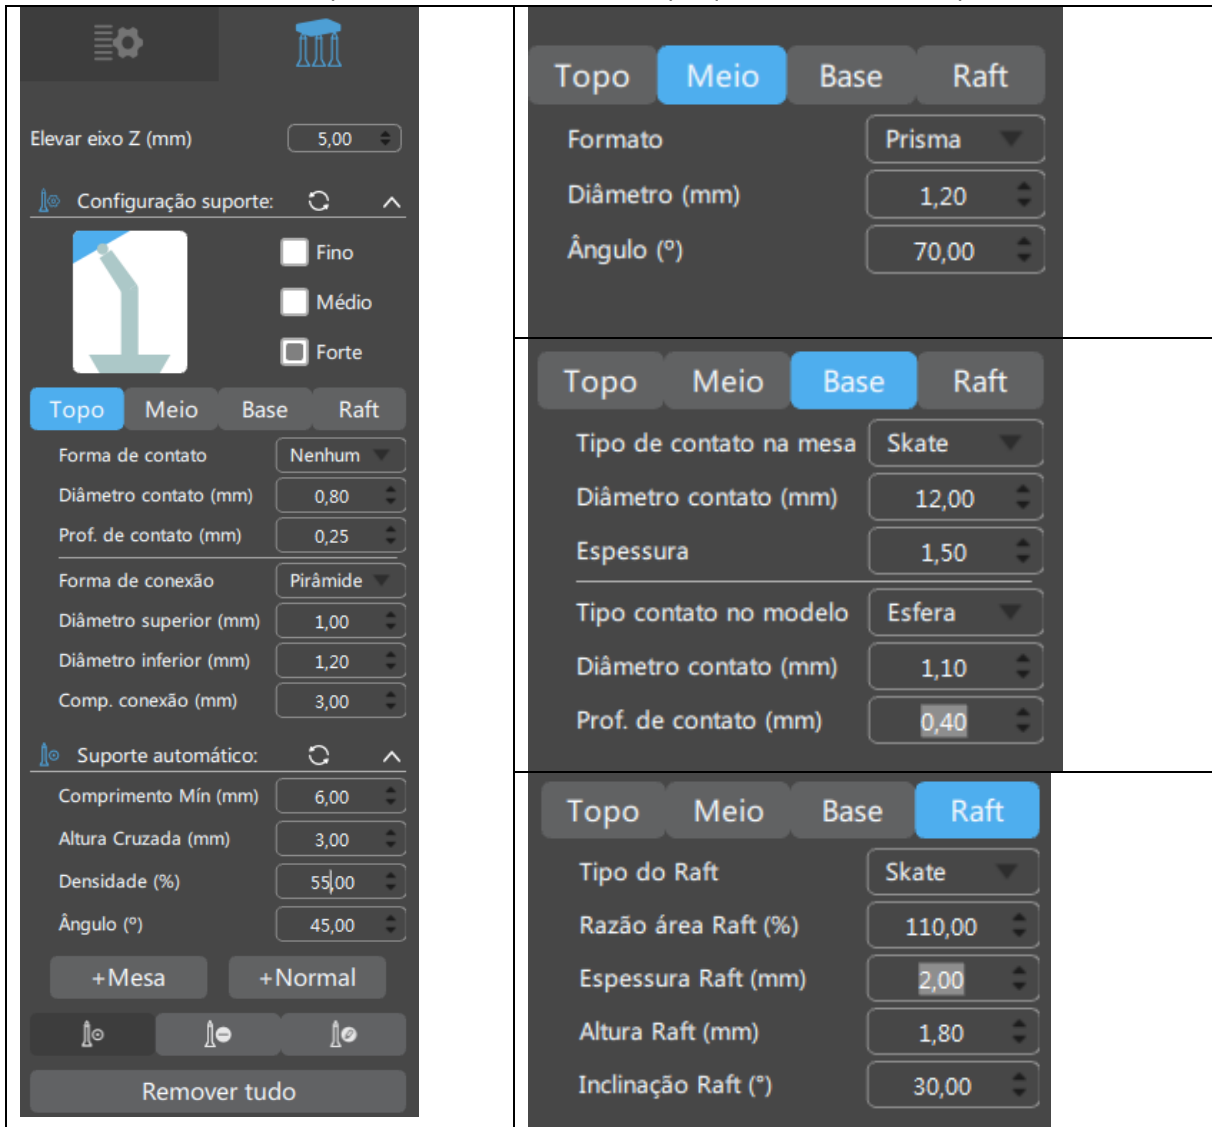 Elevar eixo Z (mm) 5,00
Configuração suporte:
Fino
Médio
Forte
Topo Meio Base Raft
Forma de contato Nenhum
Diâmetro contato (mm) 0,80
Prof. de contato (mm) 0,25
Forma de conexão Pirâmide
Diâmetro superior (mm) 1,00
Diâmetro inferior (mm) 1,20
Comp. conexão (mm) 3,00
Suporte automático:
Comprimento Mín (mm) 6,00
Altura Cruzada (mm) 3,00
Densidade (%) 55,00
Ângulo (º) 45,00
+Mesa +Normal
Remover tudo
Topo Meio Base Raft
Formato Prisma
Diâmetro (mm) 1,20
Ângulo (º) 70,00
Topo Meio Base Raft
Tipo de contato na mesa Skate
Diâmetro contato (mm) 12,00
Espessura 1,50
Tipo contato no modelo Esfera
Diâmetro contato (mm) 1,10
Prof. de contato (mm) 0,40
Topo Meio Base Raft
Tipo do Raft Skate
Razão área Raft (%) 110,00
Espessura Raft (mm) 2,00
Altura Raft (mm) 1,80
Inclinação Raft (°) 30,00